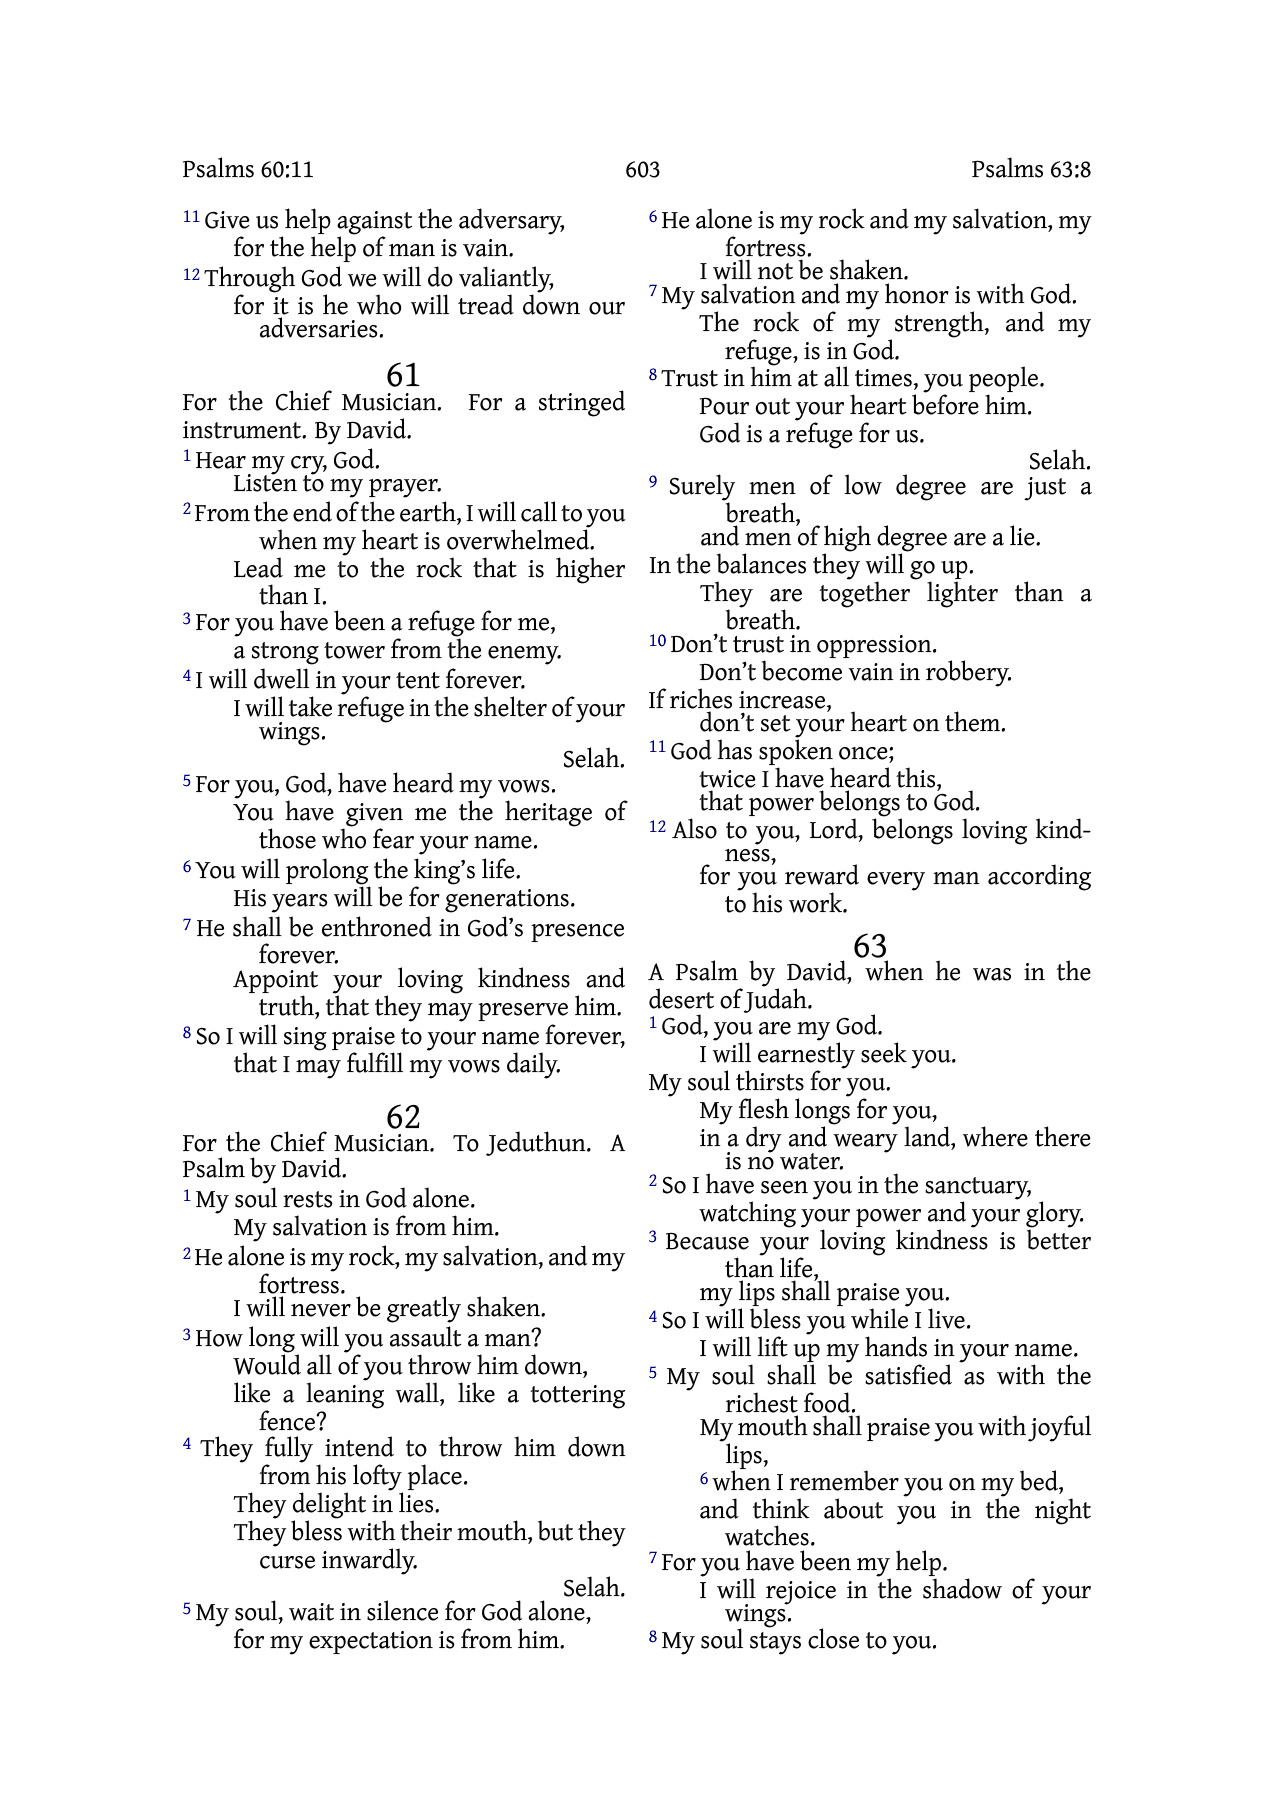 Psalms 60:11 603 Psalms 63:8
11 Give us help against the adversary,
for the help of man is vain.
12 Through God we will do valiantly,
for it is he who will tread down our
adversaries.
61
For the Chief Musician. For a stringed
instrument. By David.
1 Hear my cry, God.
Listen to my prayer.
2 From the end of the earth, I will call to you
when my heart is overwhelmed.
Lead me to the rock that is higher
than I.
3 For you have been a refuge for me,
a strong tower from the enemy.
4 I will dwell in your tent forever.
I will take refuge in the shelter of your
wings.
Selah.
5 For you, God, have heard my vows.
You have given me the heritage of
those who fear your name.
6 You will prolong the king’s life.
His years will be for generations.
7 He shall be enthroned in God’s presence
forever.
Appoint your loving kindness and
truth, that they may preserve him.
8 So I will sing praise to your name forever,
that I may fulfill my vows daily.
62
For the Chief Musician. To Jeduthun. A
Psalm by David.
1 My soul rests in God alone.
My salvation is from him.
2 He alone is my rock, my salvation, and my
fortress.
I will never be greatly shaken.
3 How long will you assault a man?
Would all of you throw him down,
like a leaning wall, like a tottering
fence?
4 They fully intend to throw him down
from his lofty place.
They delight in lies.
They bless with their mouth, but they
curse inwardly.
Selah.
5 My soul, wait in silence for God alone,
for my expectation is from him.
6 He alone is my rock and my salvation, my
fortress.
I will not be shaken.
7 My salvation and my honor is with God.
The rock of my strength, and my
refuge, is in God.
8 Trust in him at all times, you people.
Pour out your heart before him.
God is a refuge for us.
Selah.
9 Surely men of low degree are just a
breath,
and men of high degree are a lie.
In the balances they will go up.
They are together lighter than a
breath.
10 Don’t trust in oppression.
Don’t become vain in robbery.
If riches increase,
don’t set your heart on them.
11 God has spoken once;
twice I have heard this,
that power belongs to God.
12 Also to you, Lord, belongs loving kind-
ness,
for you reward every man according
to his work.
63
A Psalm by David, when he was in the
desert of Judah.
1 God, you are my God.
I will earnestly seek you.
My soul thirsts for you.
My flesh longs for you,
in a dry and weary land, where there
is no water.
2 So I have seen you in the sanctuary,
watching your power and your glory.
3 Because your loving kindness is better
than life,
my lips shall praise you.
4 So I will bless you while I live.
I will lift up my hands in your name.
5 My soul shall be satisfied as with the
richest food.
My mouth shall praise you with joyful
lips,
6 when I remember you on my bed,
and think about you in the night
watches.
7 For you have been my help.
I will rejoice in the shadow of your
wings.
8 My soul stays close to you.